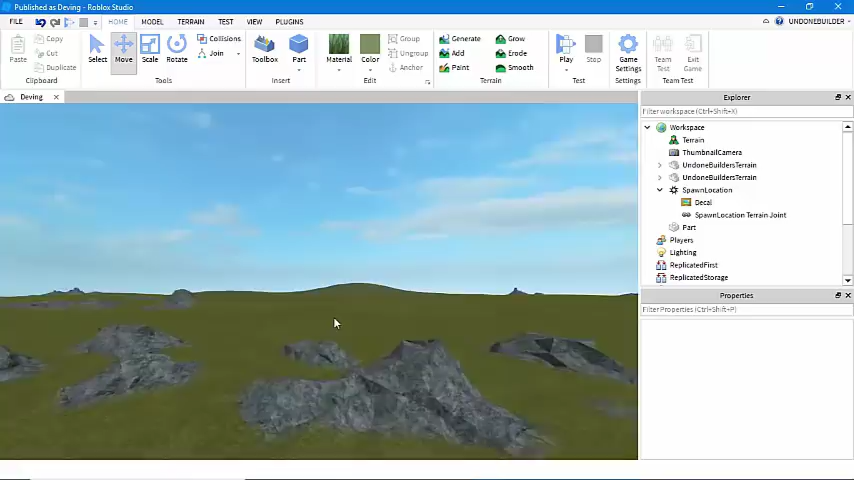 Published as Deving - Roblox Studio
FILE HOME MODEL TERRAIN TEST VIEW PLUGINS UNDONEBUILDER
Copy Collisions Group Generate Grow
Cut Join Ungroup Add Erode
Paste Duplicate Select Move Scale Rotate Toolbox Part Material Color Anchor Paint Smooth Play Stop Game Settings Team Test Exit Game
Clipboard Tools Insert Edit Terrain Test Settings Team Test
Deving Explorer
Filter workspace (Ctrl+Shift+X)
Workspace
Terrain
ThumbnailCamera
UndoneBuildersTerrain
UndoneBuildersTerrain
SpawnLocation
Decal
SpawnLocation Terrain Joint
Part
Players
Lighting
ReplicatedFirst
ReplicatedStorage
Properties
Filter Properties (Ctrl+Shift+P)